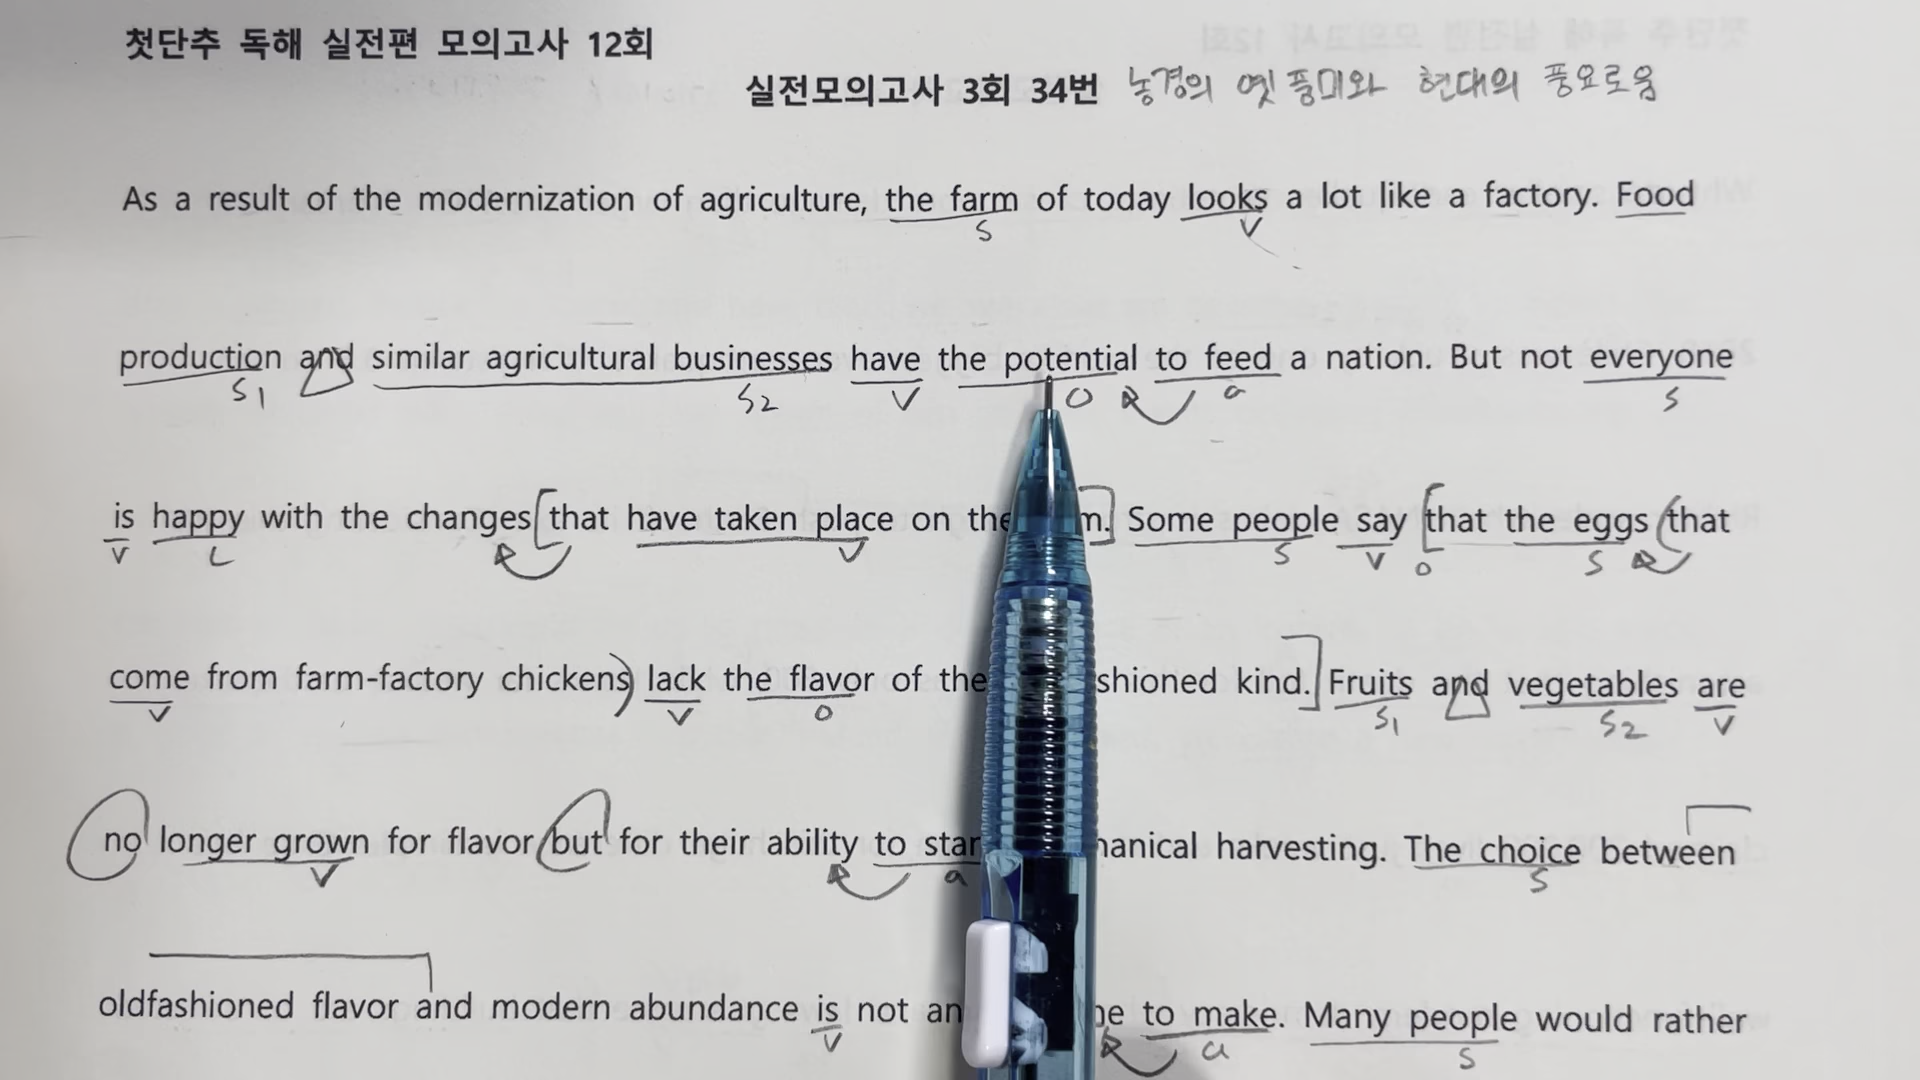 첫단추 독해 실전편 모의고사 12회
실전모의고사 3회 34번 농경의 옛 풍미와 현대의 풍요로움
As a result of the modernization of agriculture, the farm of today looks a lot like a factory. Food
S V
production and similar agricultural businesses have the potential to feed a nation. But not everyone
S1 S2 V O a S
is happy with the changes [that have taken place on the m.] Some people say [that the eggs (that
V C V S V O S
come from farm-factory chickens) lack the flavor of the shioned kind.] Fruits and vegetables are
V V O S1 S2 V
no longer grown for flavor but for their ability to stan hanical harvesting. The choice between
V a S
oldfashioned flavor and modern abundance is not an ne to make. Many people would rather
V a S